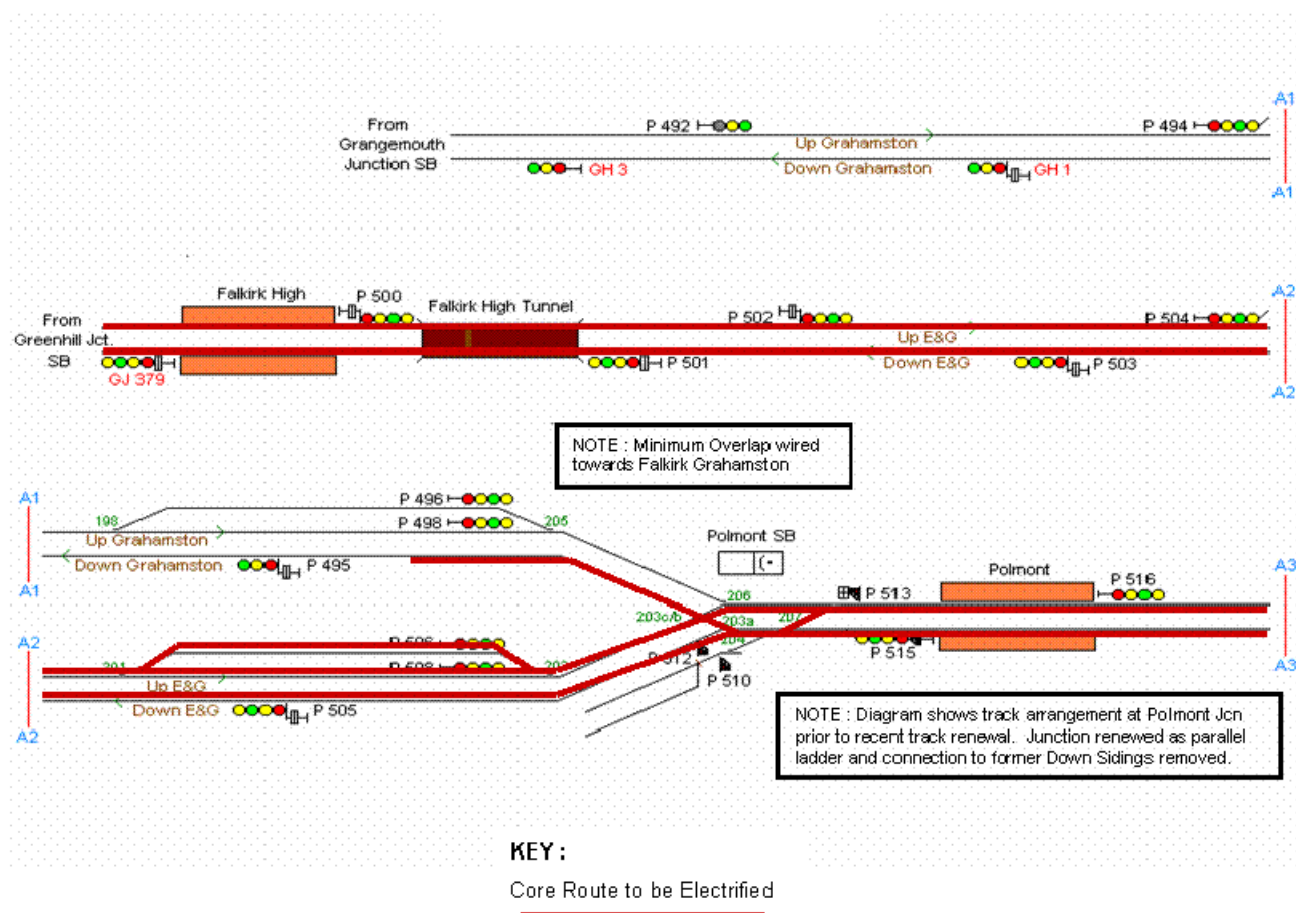 A1
From
Grangemouth
Junction SB
P 492
P 494
Up Grahamston
Down Grahamston
GH 3
GH 1
A1
A2
Falkirk High
P 500
Falkirk High Tunnel
P 502
P 504
From
Greenhill Jct.
SB
Up E&G
Down E&G
GJ 379
P 501
P 503
A2
NOTE : Minimum Overlap wired
towards Falkirk Grahamston
A1
P 496
198
P 498
205
Up Grahamston
Polmont SB
Down Grahamston
P 495
A1
A3
Polmont
P 516
P 513
206
203c/b
203a
207
204
A2
P 506
P 508
201
P 512
P 515
A3
Up E&G
P 510
Down E&G
P 505
A2
NOTE : Diagram shows track arrangement at Polmont Jcn
prior to recent track renewal. Junction renewed as parallel
ladder and connection to former Down Sidings removed.
KEY :
Core Route to be Electrified